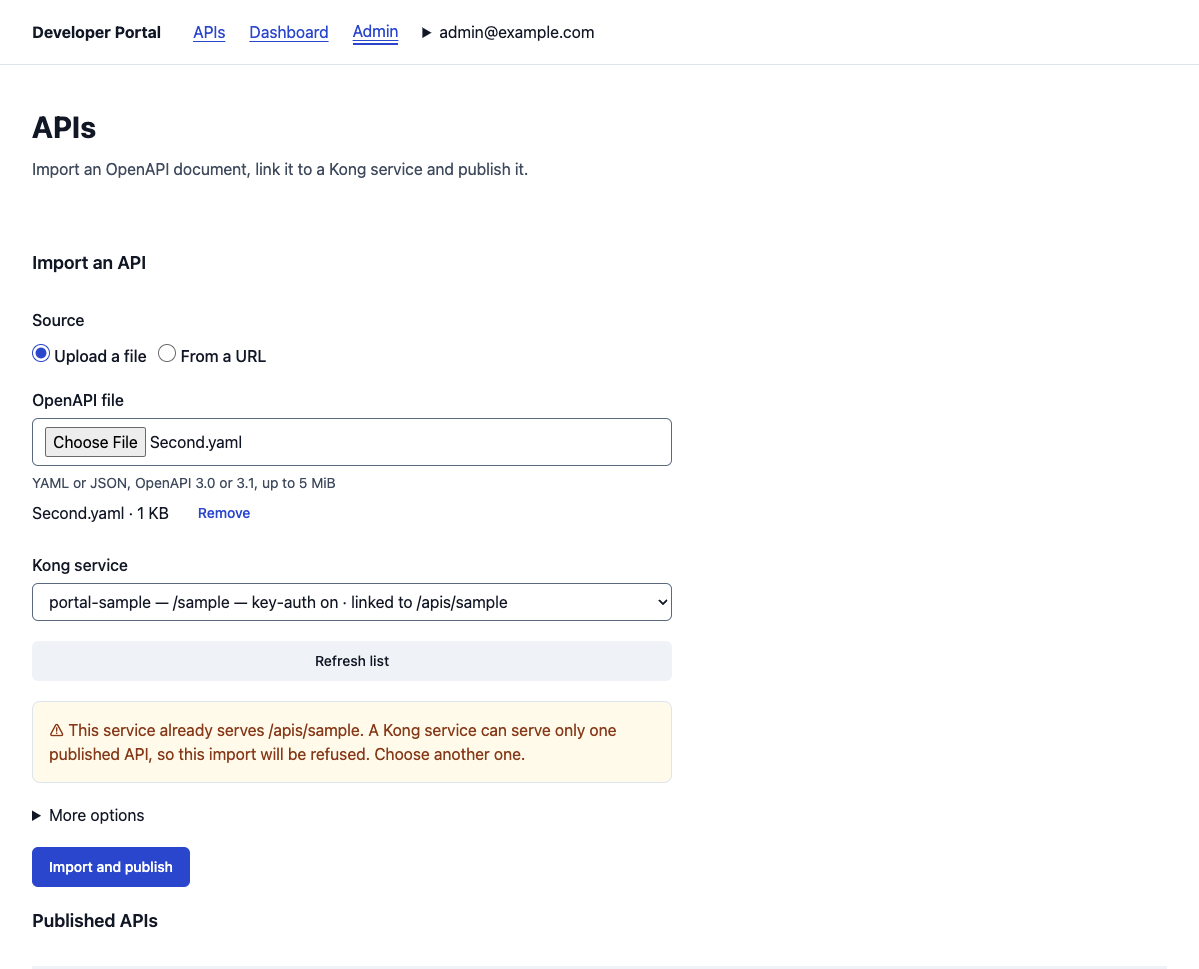 Developer Portal APIs Dashboard Admin ▶ admin@example.com
APIs
Import an OpenAPI document, link it to a Kong service and publish it.
Import an API
Source
Upload a file From a URL
OpenAPI file
Choose File Second.yaml
YAML or JSON, OpenAPI 3.0 or 3.1, up to 5 MiB
Second.yaml · 1 KB Remove
Kong service
portal-sample — /sample — key-auth on · linked to /apis/sample
Refresh list
⚠ This service already serves /apis/sample. A Kong service can serve only one
published API, so this import will be refused. Choose another one.
▶ More options
Import and publish
Published APIs